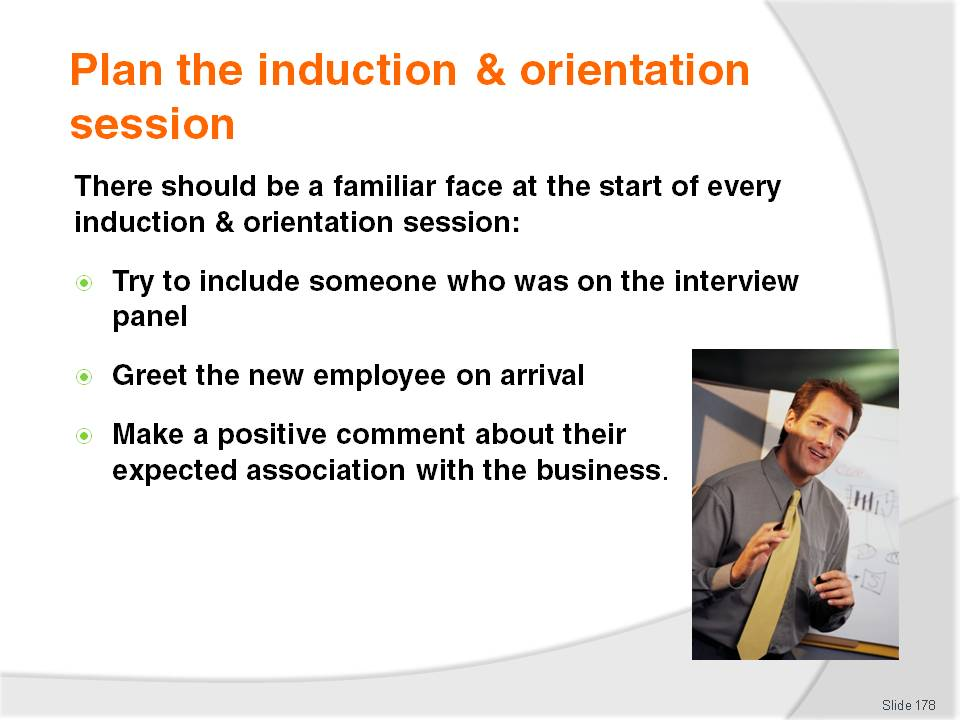 Plan the induction & orientation
session
There should be a familiar face at the start of every
induction & orientation session:
Try to include someone who was on the interview
panel
Greet the new employee on arrival
Make a positive comment about their
expected association with the business.
Slide 178